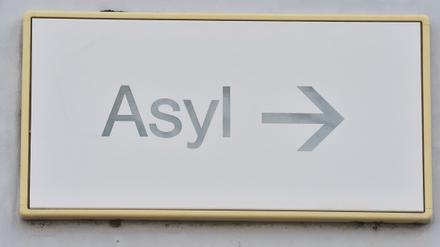 Asyl →